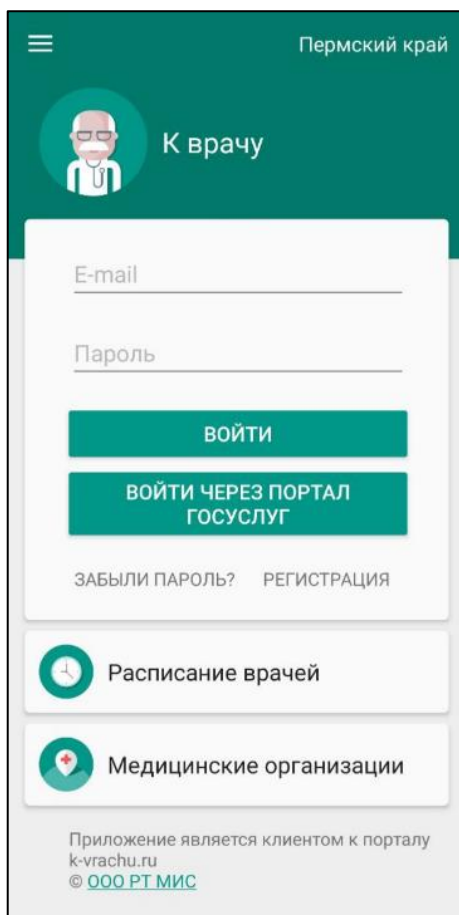 Пермский край
К врачу
E-mail
Пароль
ВОЙТИ
ВОЙТИ ЧЕРЕЗ ПОРТАЛ
ГОСУСЛУГ
ЗАБЫЛИ ПАРОЛЬ? РЕГИСТРАЦИЯ
Расписание врачей
Медицинские организации
Приложение является клиентом к порталу
k-vrachu.ru
© ООО РТ МИС